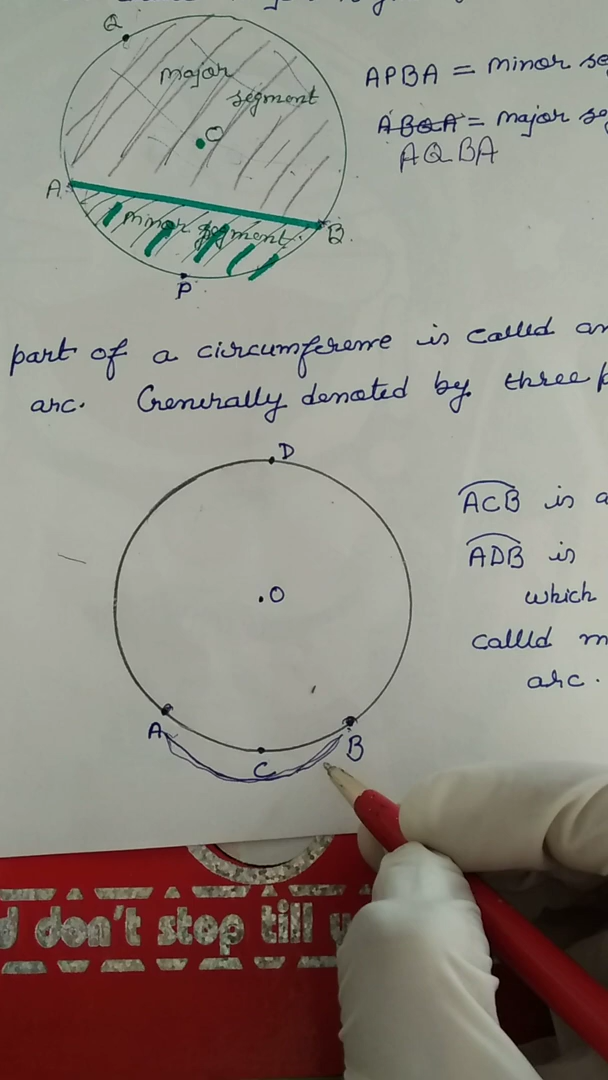 Q
major
segment
O
A
B
minor segment
P
APBA = minor se
ABQA = major se
AQBA
part of a circumference is called an
arc. Generally denoted by three p
D
O
A
C
B
ACB is a
ADB is
which
called m
arc.
d don't stop till u